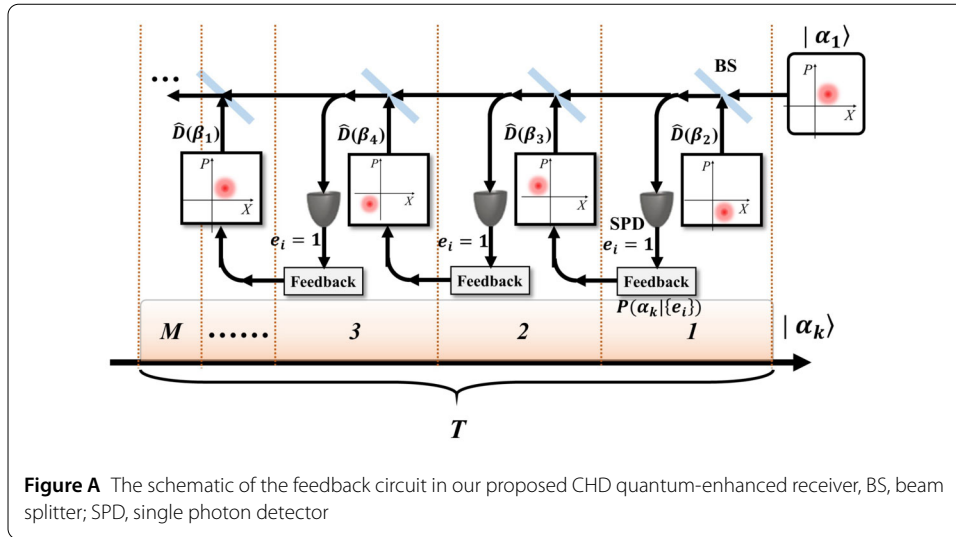 | α₁⟩
BS
P
X
...
D̂(β₁)
D̂(β₄)
D̂(β₃)
D̂(β₂)
P
X
P
X
P
X
P
X
SPD
eᵢ = 1
eᵢ = 1
eᵢ = 1
Feedback
Feedback
Feedback
P(αₖ|{eᵢ})
M
......
3
2
1
| αₖ⟩
T
Figure A The schematic of the feedback circuit in our proposed CHD quantum-enhanced receiver, BS, beam
splitter; SPD, single photon detector